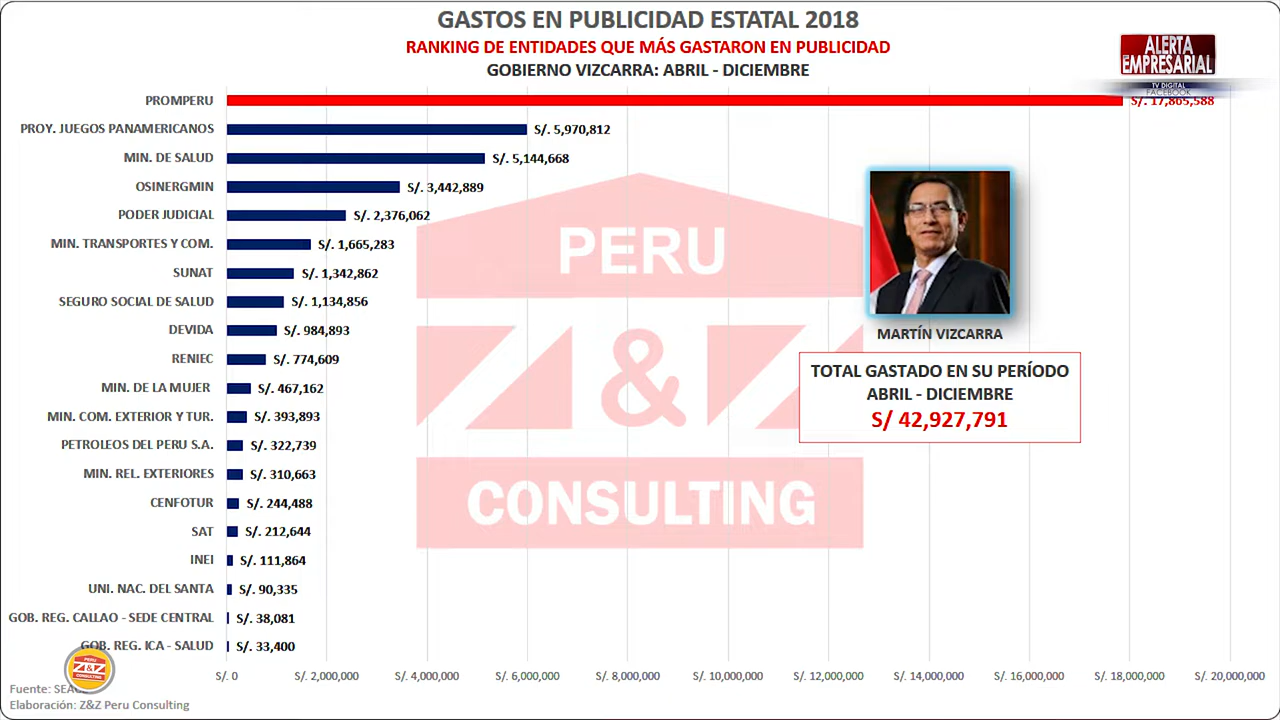 GASTOS EN PUBLICIDAD ESTATAL 2018
RANKING DE ENTIDADES QUE MÁS GASTARON EN PUBLICIDAD
GOBIERNO VIZCARRA: ABRIL - DICIEMBRE
ALERTA
EMPRESARIAL
TV DIGITAL
FACEBOOK
PROMPERU S/. 17,865,588
PROY. JUEGOS PANAMERICANOS S/. 5,970,812
MIN. DE SALUD S/. 5,144,668
OSINERGMIN S/. 3,442,889
PODER JUDICIAL S/. 2,376,062
MIN. TRANSPORTES Y COM. S/. 1,665,283
SUNAT S/. 1,342,862
SEGURO SOCIAL DE SALUD S/. 1,134,856
DEVIDA S/. 984,893
RENIEC S/. 774,609
MIN. DE LA MUJER S/. 467,162
MIN. COM. EXTERIOR Y TUR. S/. 393,893
PETROLEOS DEL PERU S.A. S/. 322,739
MIN. REL. EXTERIORES S/. 310,663
CENFOTUR S/. 244,488
SAT S/. 212,644
INEI S/. 111,864
UNI. NAC. DEL SANTA S/. 90,335
GOB. REG. CALLAO - SEDE CENTRAL S/. 38,081
GOB. REG. ICA - SALUD S/. 33,400
S/. 0 S/. 2,000,000 S/. 4,000,000 S/. 6,000,000 S/. 8,000,000 S/. 10,000,000 S/. 12,000,000 S/. 14,000,000 S/. 16,000,000 S/. 18,000,000 S/. 20,000,000
PERU
Z&Z
CONSULTING
MARTÍN VIZCARRA
TOTAL GASTADO EN SU PERÍODO
ABRIL - DICIEMBRE
S/ 42,927,791
PERU
Z&Z
CONSULTING
Fuente:
Elaboración: Z&Z Peru Consulting